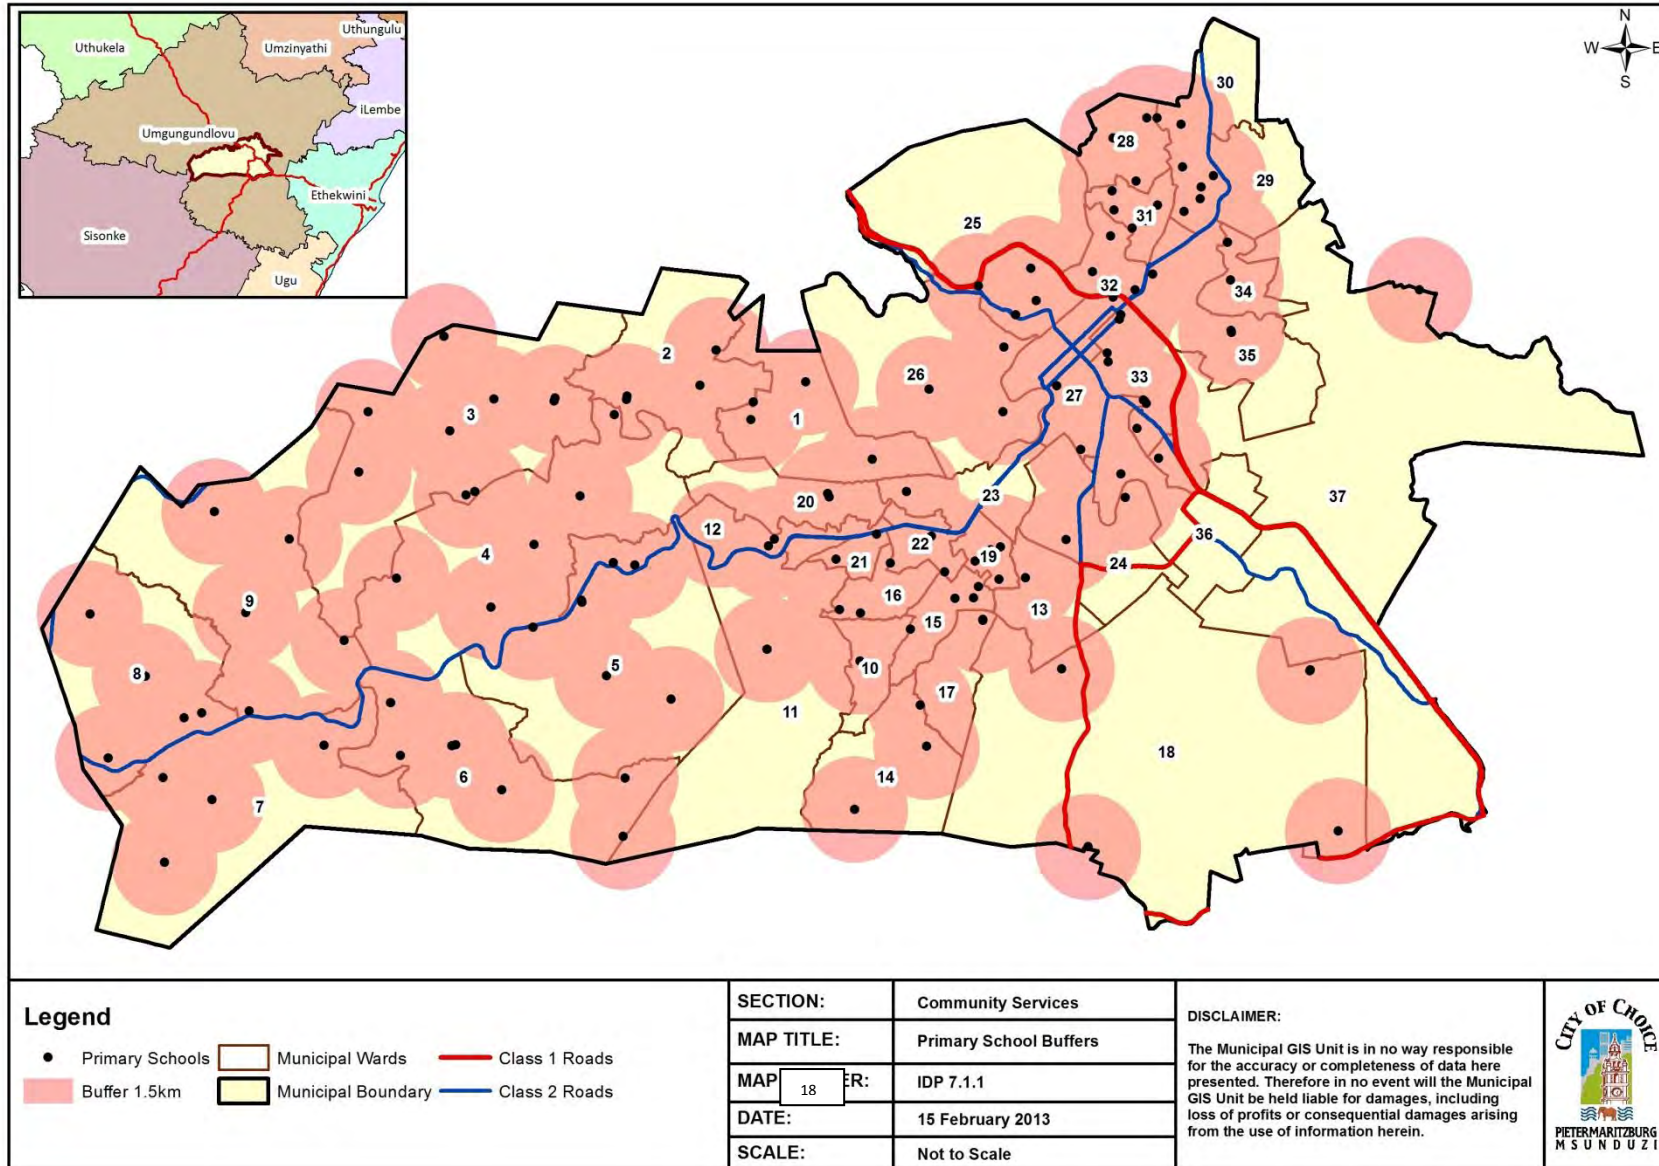 Uthungulu
Uthukela
Umzinyathi
iLembe
Umgungundlovu
Ethekwini
Sisonke
Ugu
N
W E
S
30
28
29
31
25
32
34
35
2
26
33
27
3
1
37
20
23
12
4
22
36
21
19
24
16
9
13
15
8
5
10
17
11
18
6
14
7
Legend
Primary Schools
Municipal Wards
Class 1 Roads
Buffer 1.5km
Municipal Boundary
Class 2 Roads
SECTION: Community Services
MAP TITLE: Primary School Buffers
MAP 18 ER: IDP 7.1.1
DATE: 15 February 2013
SCALE: Not to Scale
DISCLAIMER:
The Municipal GIS Unit is in no way responsible
for the accuracy or completeness of data here
presented. Therefore in no event will the Municipal
GIS Unit be held liable for damages, including
loss of profits or consequential damages arising
from the use of information herein.
CITY OF CHOICE
PIETERMARITZBURG
MSUNDUZI